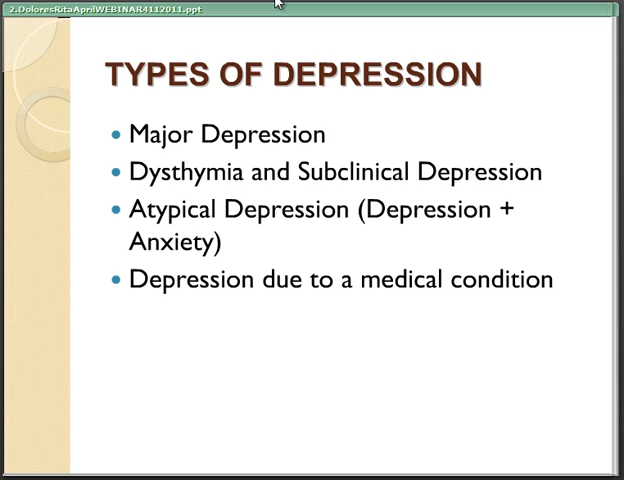 2.DoloresRitaAprilWEBINAR4112011.ppt
TYPES OF DEPRESSION
Major Depression
Dysthymia and Subclinical Depression
Atypical Depression (Depression +
Anxiety)
Depression due to a medical condition